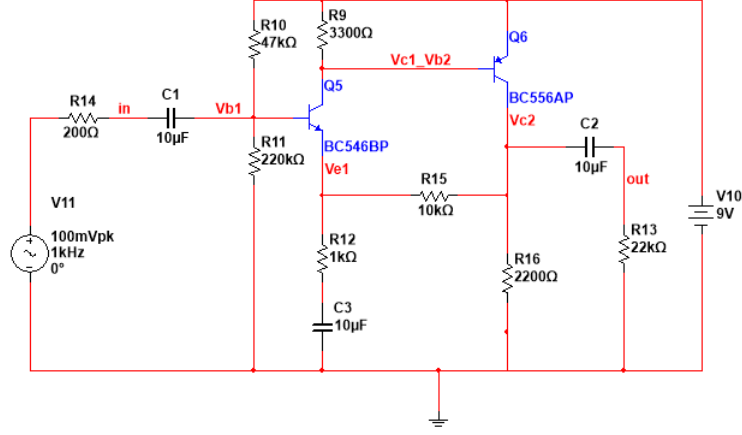 R10
47kΩ
R9
3300Ω
Q6
Vc1_Vb2
Q5
BC556AP
R14
200Ω
in
C1
10µF
Vb1
R11
220kΩ
BC546BP
Ve1
Vc2
C2
10µF
out
R15
10kΩ
V11
100mVpk
1kHz
0°
R12
1kΩ
C3
10µF
R16
2200Ω
R13
22kΩ
V10
9V